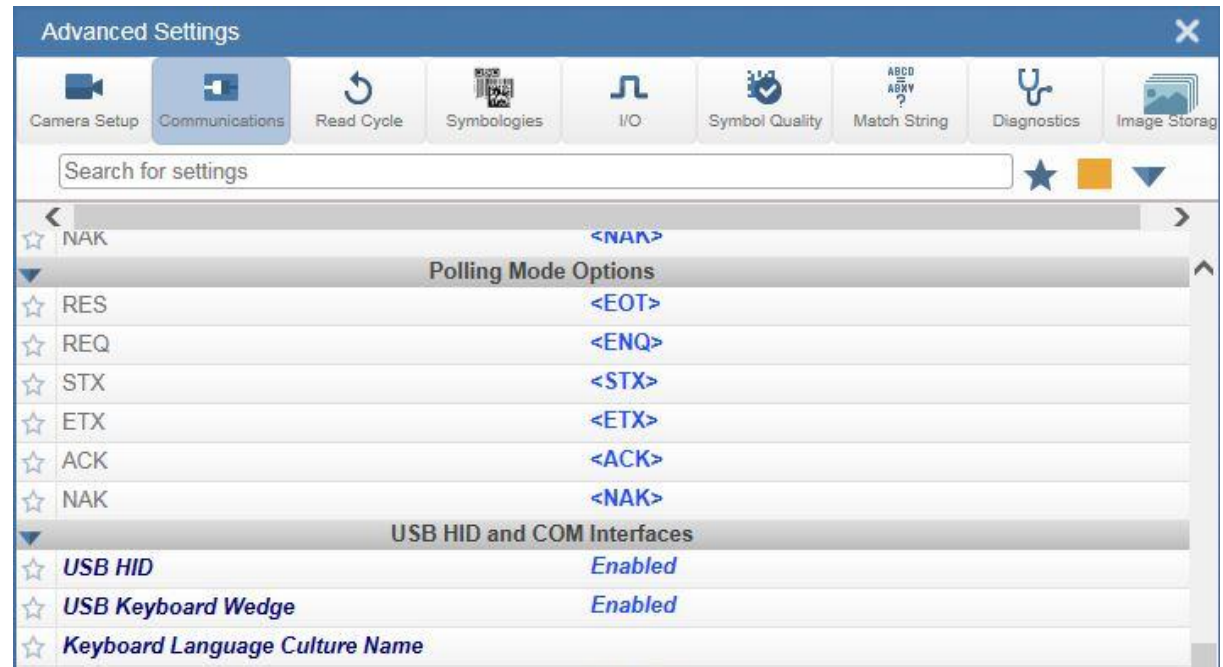 Advanced Settings
Camera Setup Communications Read Cycle Symbologies I/O Symbol Quality Match String Diagnostics Image Storag
ABCD
ABXY
?
Search for settings
NAK <NAK>
Polling Mode Options
RES <EOT>
REQ <ENQ>
STX <STX>
ETX <ETX>
ACK <ACK>
NAK <NAK>
USB HID and COM Interfaces
USB HID Enabled
USB Keyboard Wedge Enabled
Keyboard Language Culture Name